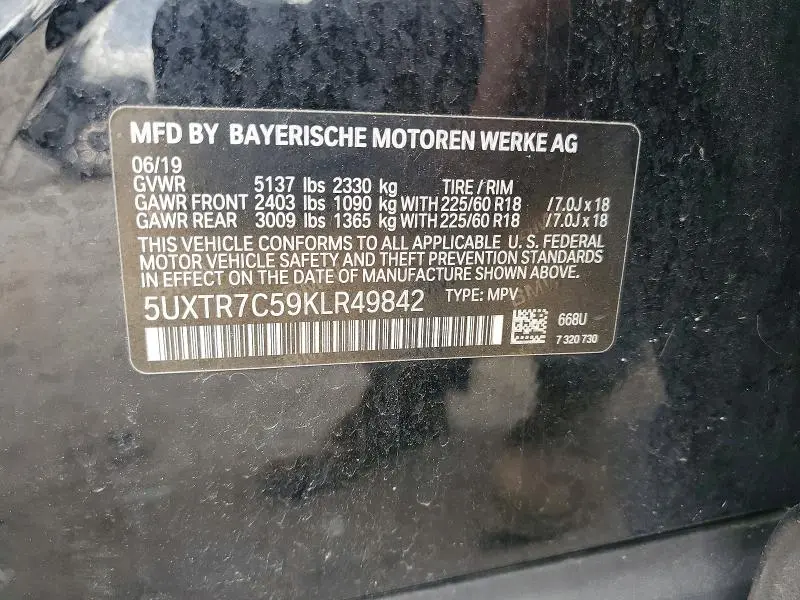 MFD BY BAYERISCHE MOTOREN WERKE AG
06/19
GVWR 5137 lbs 2330 kg TIRE / RIM
GAWR FRONT 2403 lbs 1090 kg WITH 225/60 R18 / 7.0J x 18
GAWR REAR 3009 lbs 1365 kg WITH 225/60 R18 / 7.0J x 18
THIS VEHICLE CONFORMS TO ALL APPLICABLE U. S. FEDERAL
MOTOR VEHICLE SAFETY AND THEFT PREVENTION STANDARDS
IN EFFECT ON THE DATE OF MANUFACTURE SHOWN ABOVE.
5UXTR7C59KLR49842 TYPE: MPV
668U
7 320 730